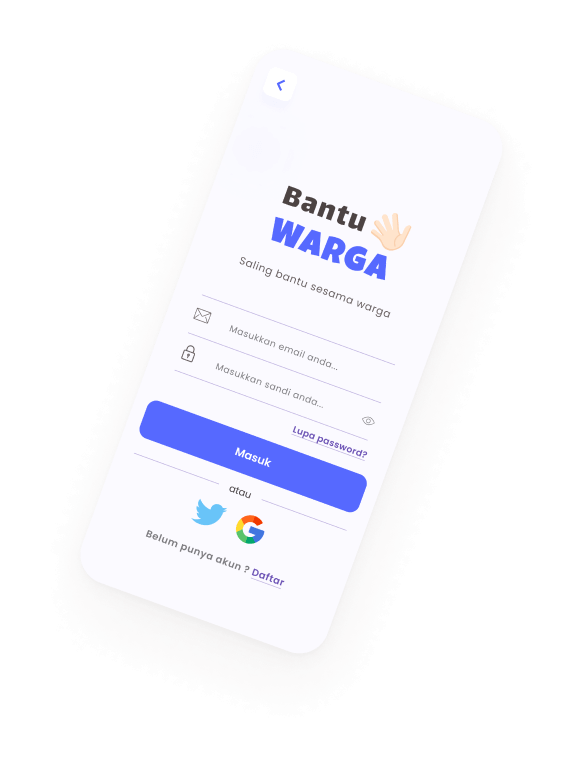 Bantu
WARGA
Saling bantu sesama warga
Masukkan email anda...
Masukkan sandi anda...
Lupa password?
Masuk
atau
Belum punya akun ? Daftar